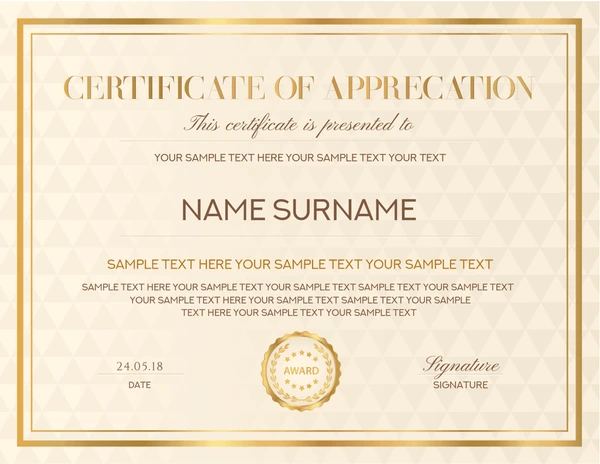 CERTIFICATE OF APPRECATION
This certificate is presented to
YOUR SAMPLE TEXT HERE YOUR SAMPLE TEXT YOUR TEXT
NAME SURNAME
SAMPLE TEXT HERE YOUR SAMPLE TEXT YOUR SAMPLE TEXT
SAMPLE TEXT HERE YOUR SAMPLE TEXT YOUR SAMPLE TEXT SAMPLE TEXT YOUR SAMPLE TEXT
YOUR SAMPLE TEXT HERE YOUR SAMPLE TEXT SAMPLE TEXT YOUR SAMPLE
TEXT HERE YOUR SAMPLE TEXT YOUR SAMPLE TEXT
AWARD
24.05.18
Signature
DATE
SIGNATURE